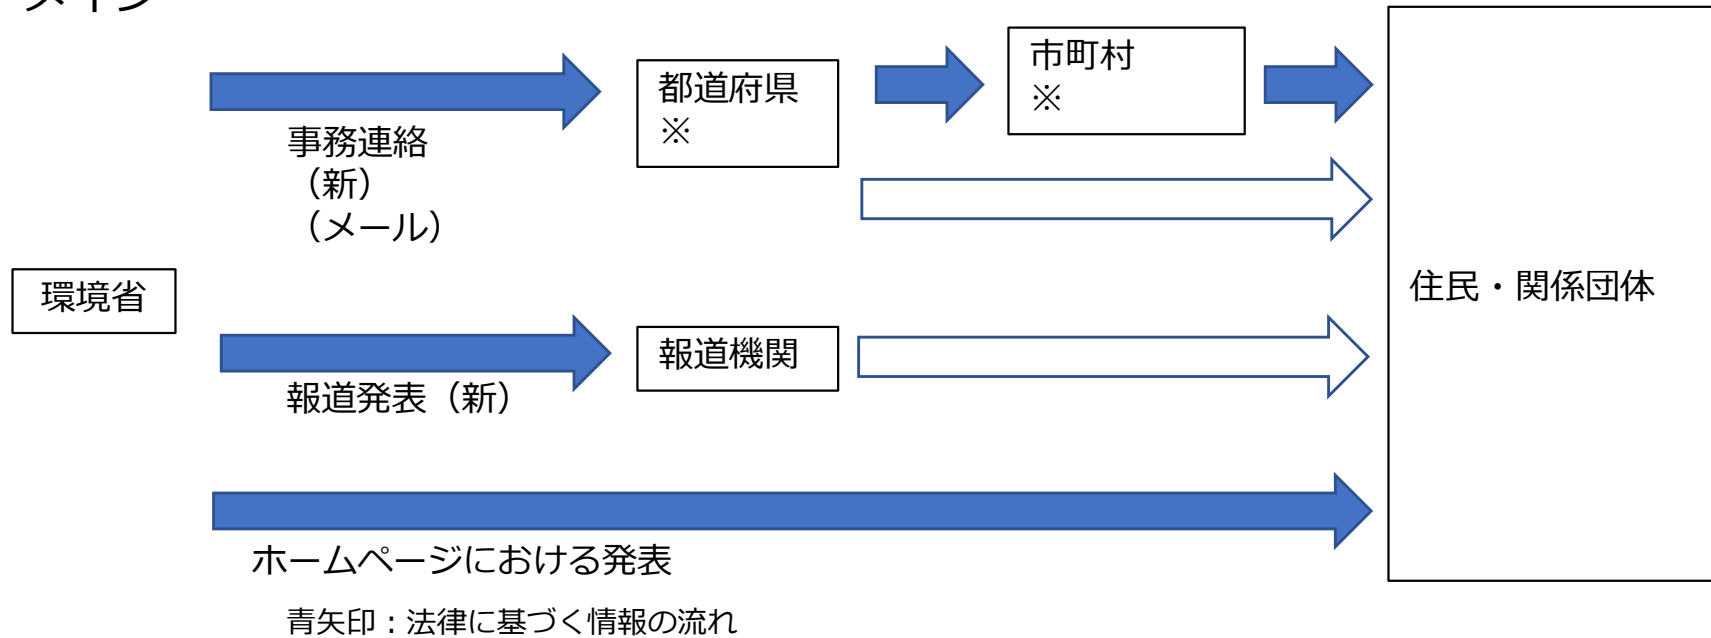 都道府県
※
市町村
※
事務連絡
（新）
（メール）
環境省
住民・関係団体
報道機関
報道発表（新）
ホームページにおける発表
青矢印：法律に基づく情報の流れ